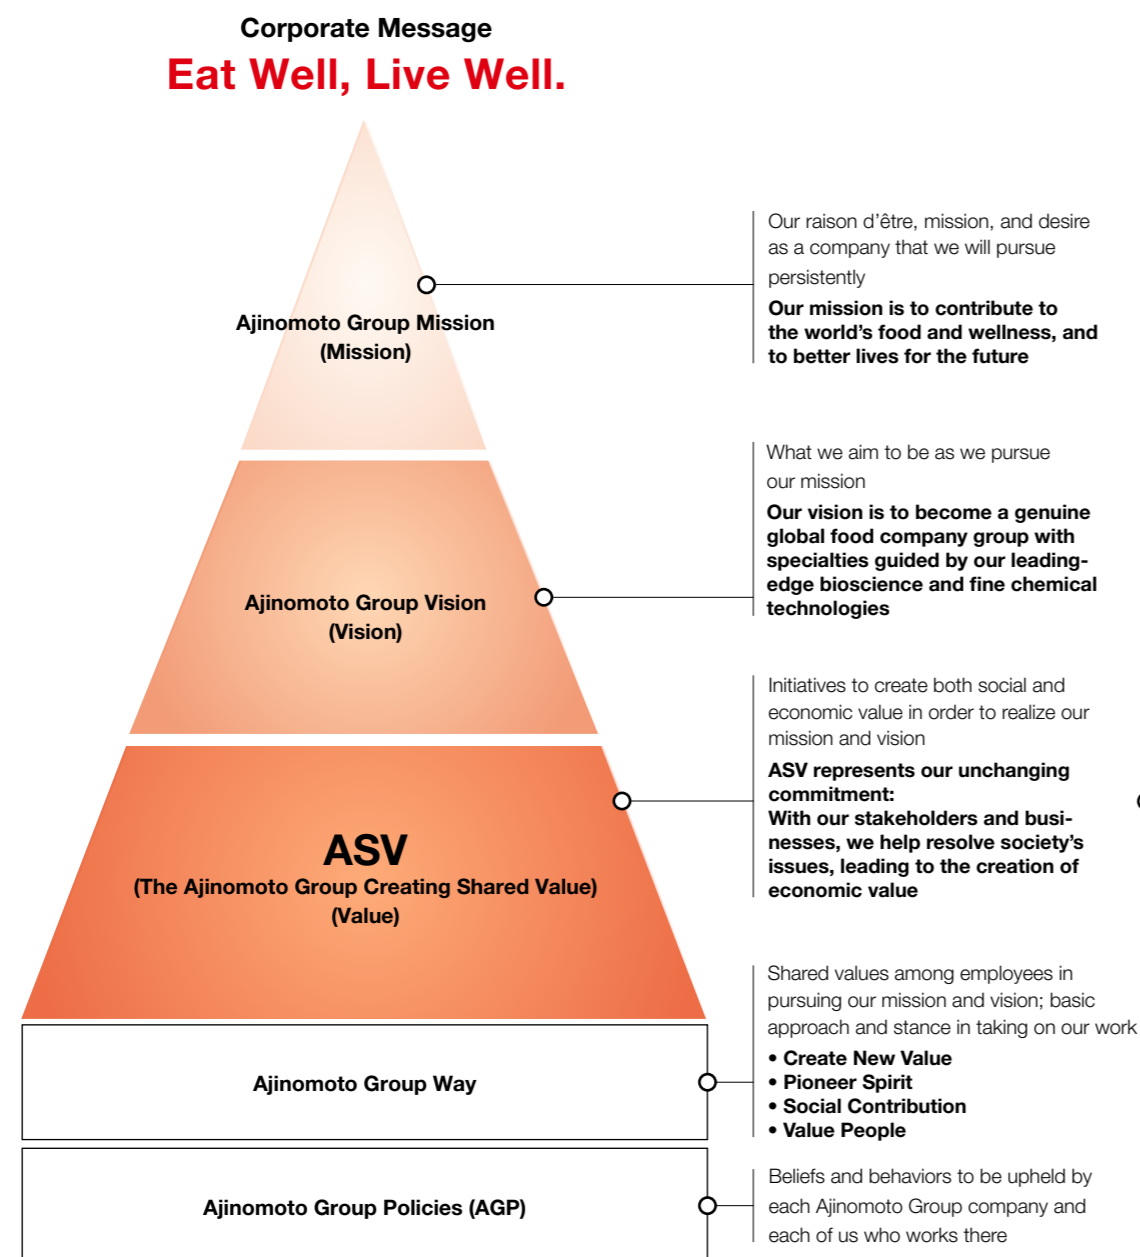 Corporate Message
Eat Well, Live Well.
Ajinomoto Group Mission
(Mission)
Our raison d’être, mission, and desire
as a company that we will pursue
persistently
Our mission is to contribute to
the world’s food and wellness, and
to better lives for the future
Ajinomoto Group Vision
(Vision)
What we aim to be as we pursue
our mission
Our vision is to become a genuine
global food company group with
specialties guided by our leading-
edge bioscience and fine chemical
technologies
ASV
(The Ajinomoto Group Creating Shared Value)
(Value)
Initiatives to create both social and
economic value in order to realize our
mission and vision
ASV represents our unchanging
commitment:
With our stakeholders and busi-
nesses, we help resolve society’s
issues, leading to the creation of
economic value
Ajinomoto Group Way
Shared values among employees in
pursuing our mission and vision; basic
approach and stance in taking on our work
• Create New Value
• Pioneer Spirit
• Social Contribution
• Value People
Ajinomoto Group Policies (AGP)
Beliefs and behaviors to be upheld by
each Ajinomoto Group company and
each of us who works there